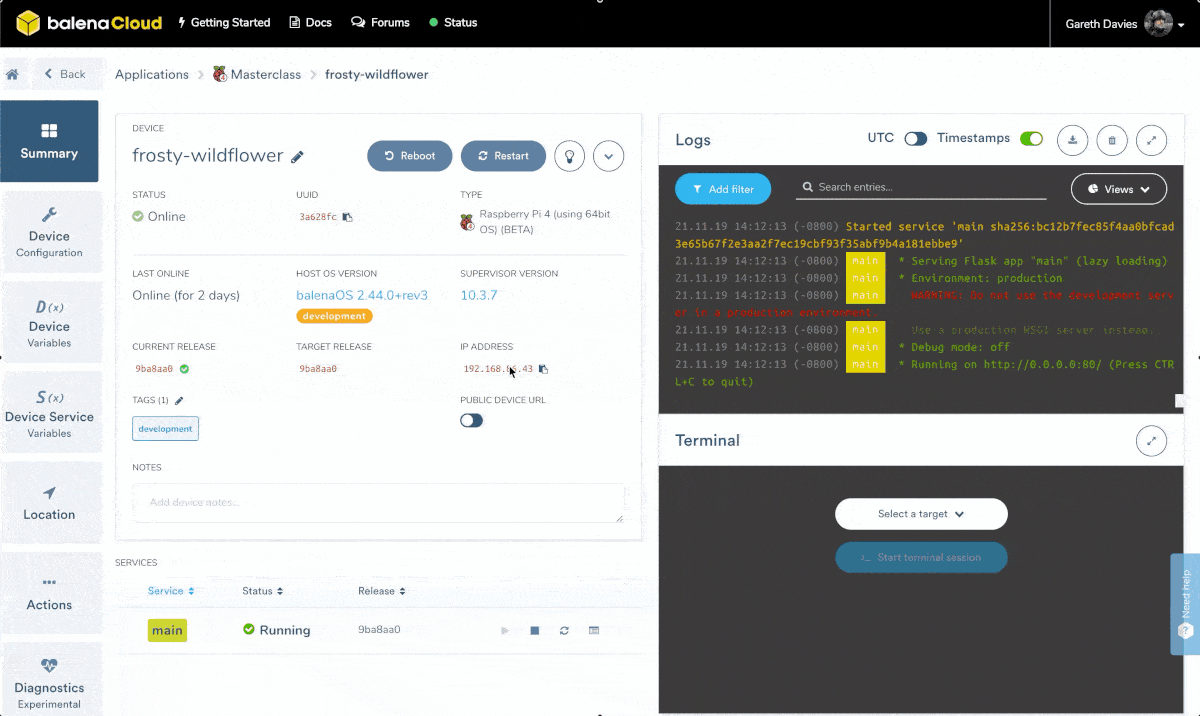 balenaCloud
Getting Started
Docs
Forums
Status
Gareth Davies
Back
Applications
Masterclass
frosty-wildflower
Summary
Device
Configuration
D(x)
Device
Variables
S(x)
Device Service
Variables
Location
Actions
Diagnostics
Experimental
DEVICE
frosty-wildflower
Reboot
Restart
STATUS
UUID
TYPE
Online
3a628fc
Raspberry Pi 4 (using 64bit
OS) (BETA)
LAST ONLINE
HOST OS VERSION
SUPERVISOR VERSION
Online (for 2 days)
balenaOS 2.44.0+rev3
10.3.7
development
CURRENT RELEASE
TARGET RELEASE
IP ADDRESS
9ba8aa0
9ba8aa0
TAGS (1)
PUBLIC DEVICE URL
development
NOTES
Add device notes...
SERVICES
Service
Status
Release
main
Running
9ba8aa0
Logs
UTC
Timestamps
Add filter
Search entries...
Views
21.11.19 14:12:13 (-0800) Started service 'main sha256:bc12b7fec85f4aa0bfcad
3e65b67f2e3aa2f7ec19cbf93f35abf9b4a181ebbe9'
21.11.19 14:12:13 (-0800) main * Serving Flask app "main" (lazy loading)
21.11.19 14:12:13 (-0800) main * Environment: production
21.11.19 14:12:13 (-0800) main WARNING: Do not use the development serv
er in a production environment.
21.11.19 14:12:13 (-0800) main Use a production WSGI server instead.
21.11.19 14:12:13 (-0800) main * Debug mode: off
21.11.19 14:12:13 (-0800) main * Running on http://0.0.0.0:80/ (Press CTR
L+C to quit)
Terminal
Select a target
>_ Start terminal session
Need help
?